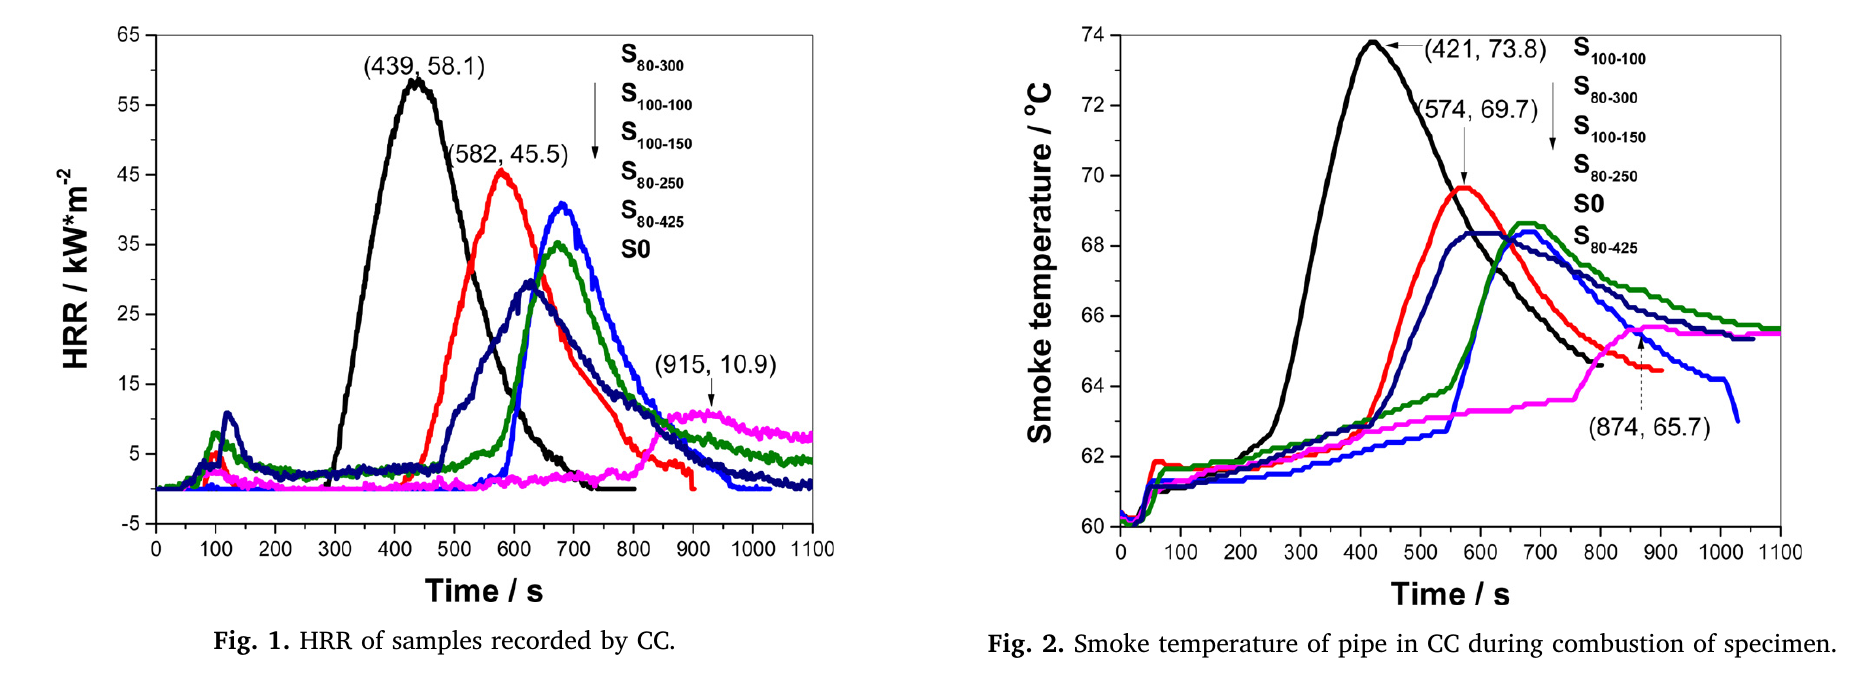 65
55
45
35
25
15
5
-5
HRR / kW*m-2
(439, 58.1)
(582, 45.5)
(915, 10.9)
S80-300
S100-100
S100-150
S80-250
S80-425
S0
0 100 200 300 400 500 600 700 800 900 1000 1100
Time / s
Fig. 1. HRR of samples recorded by CC.
74
72
70
68
66
64
62
60
Smoke temperature / oC
(421, 73.8)
(574, 69.7)
(874, 65.7)
S100-100
S80-300
S100-150
S80-250
S0
S80-425
0 100 200 300 400 500 600 700 800 900 1000 1100
Time / s
Fig. 2. Smoke temperature of pipe in CC during combustion of specimen.